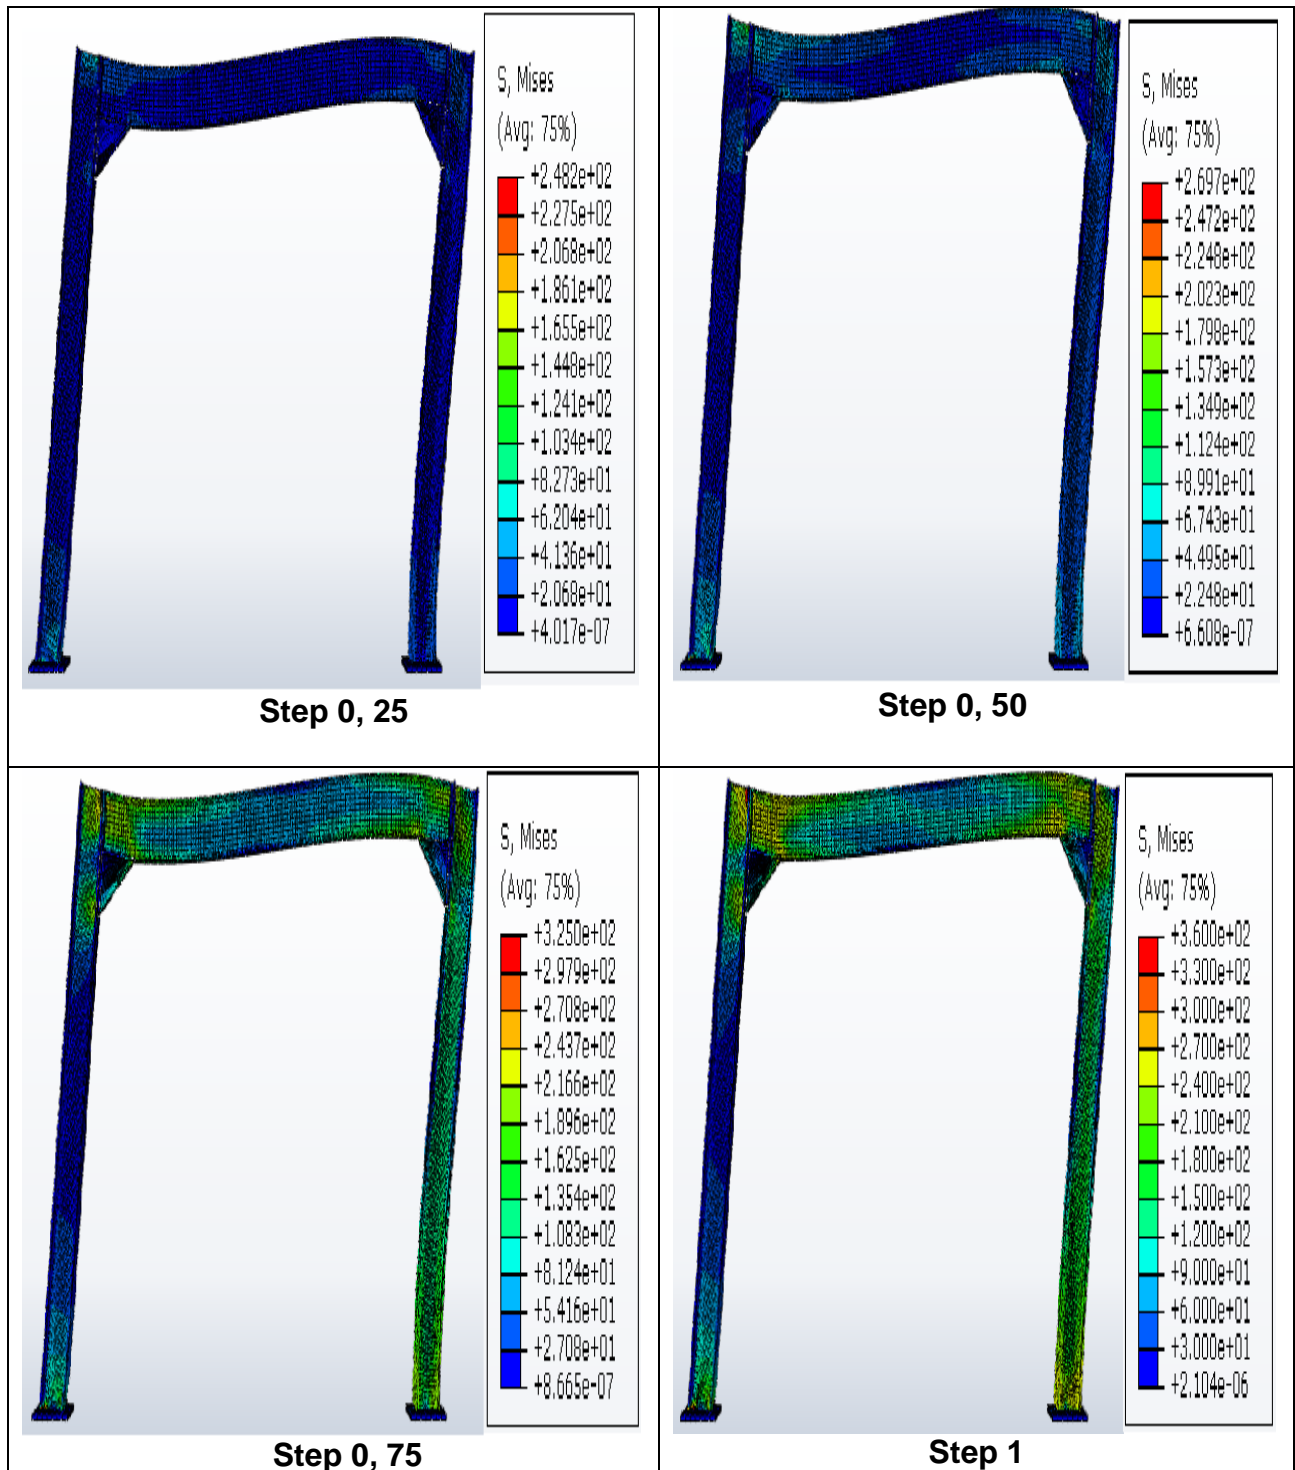 S, Mises
(Avg: 75%)
+2.482e+02
+2.275e+02
+2.068e+02
+1.861e+02
+1.655e+02
+1.448e+02
+1.241e+02
+1.034e+02
+8.273e+01
+6.204e+01
+4.136e+01
+2.068e+01
+4.017e-07
Step 0, 25
S, Mises
(Avg: 75%)
+2.697e+02
+2.472e+02
+2.248e+02
+2.023e+02
+1.798e+02
+1.573e+02
+1.349e+02
+1.124e+02
+8.991e+01
+6.743e+01
+4.495e+01
+2.248e+01
+6.608e-07
Step 0, 50
S, Mises
(Avg: 75%)
+3.250e+02
+2.979e+02
+2.708e+02
+2.437e+02
+2.166e+02
+1.896e+02
+1.625e+02
+1.354e+02
+1.083e+02
+8.124e+01
+5.416e+01
+2.708e+01
+8.665e-07
Step 0, 75
S, Mises
(Avg: 75%)
+3.600e+02
+3.300e+02
+3.000e+02
+2.700e+02
+2.400e+02
+2.100e+02
+1.800e+02
+1.500e+02
+1.200e+02
+9.000e+01
+6.000e+01
+3.000e+01
+2.104e-06
Step 1